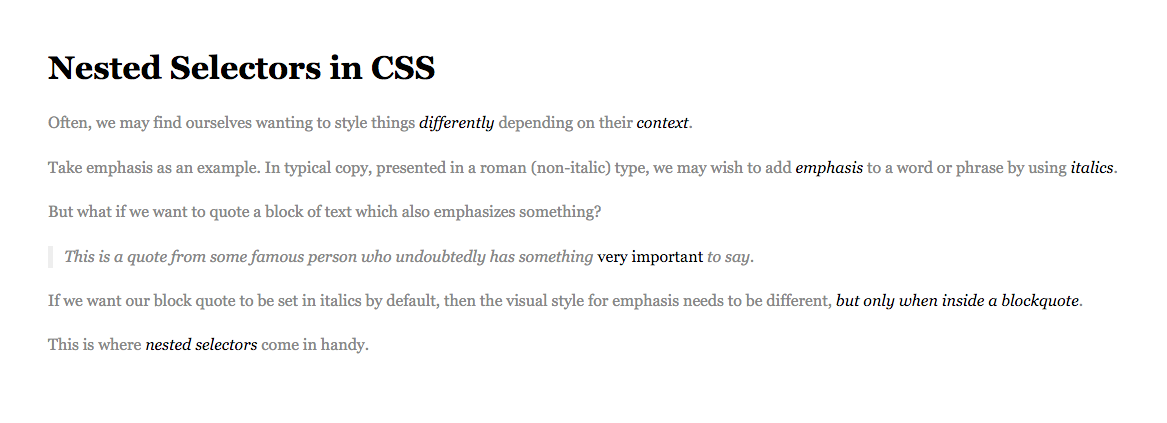 Nested Selectors in CSS
Often, we may find ourselves wanting to style things differently depending on their context.
Take emphasis as an example. In typical copy, presented in a roman (non-italic) type, we may wish to add emphasis to a word or phrase by using italics.
But what if we want to quote a block of text which also emphasizes something?
This is a quote from some famous person who undoubtedly has something very important to say.
If we want our block quote to be set in italics by default, then the visual style for emphasis needs to be different, but only when inside a blockquote.
This is where nested selectors come in handy.